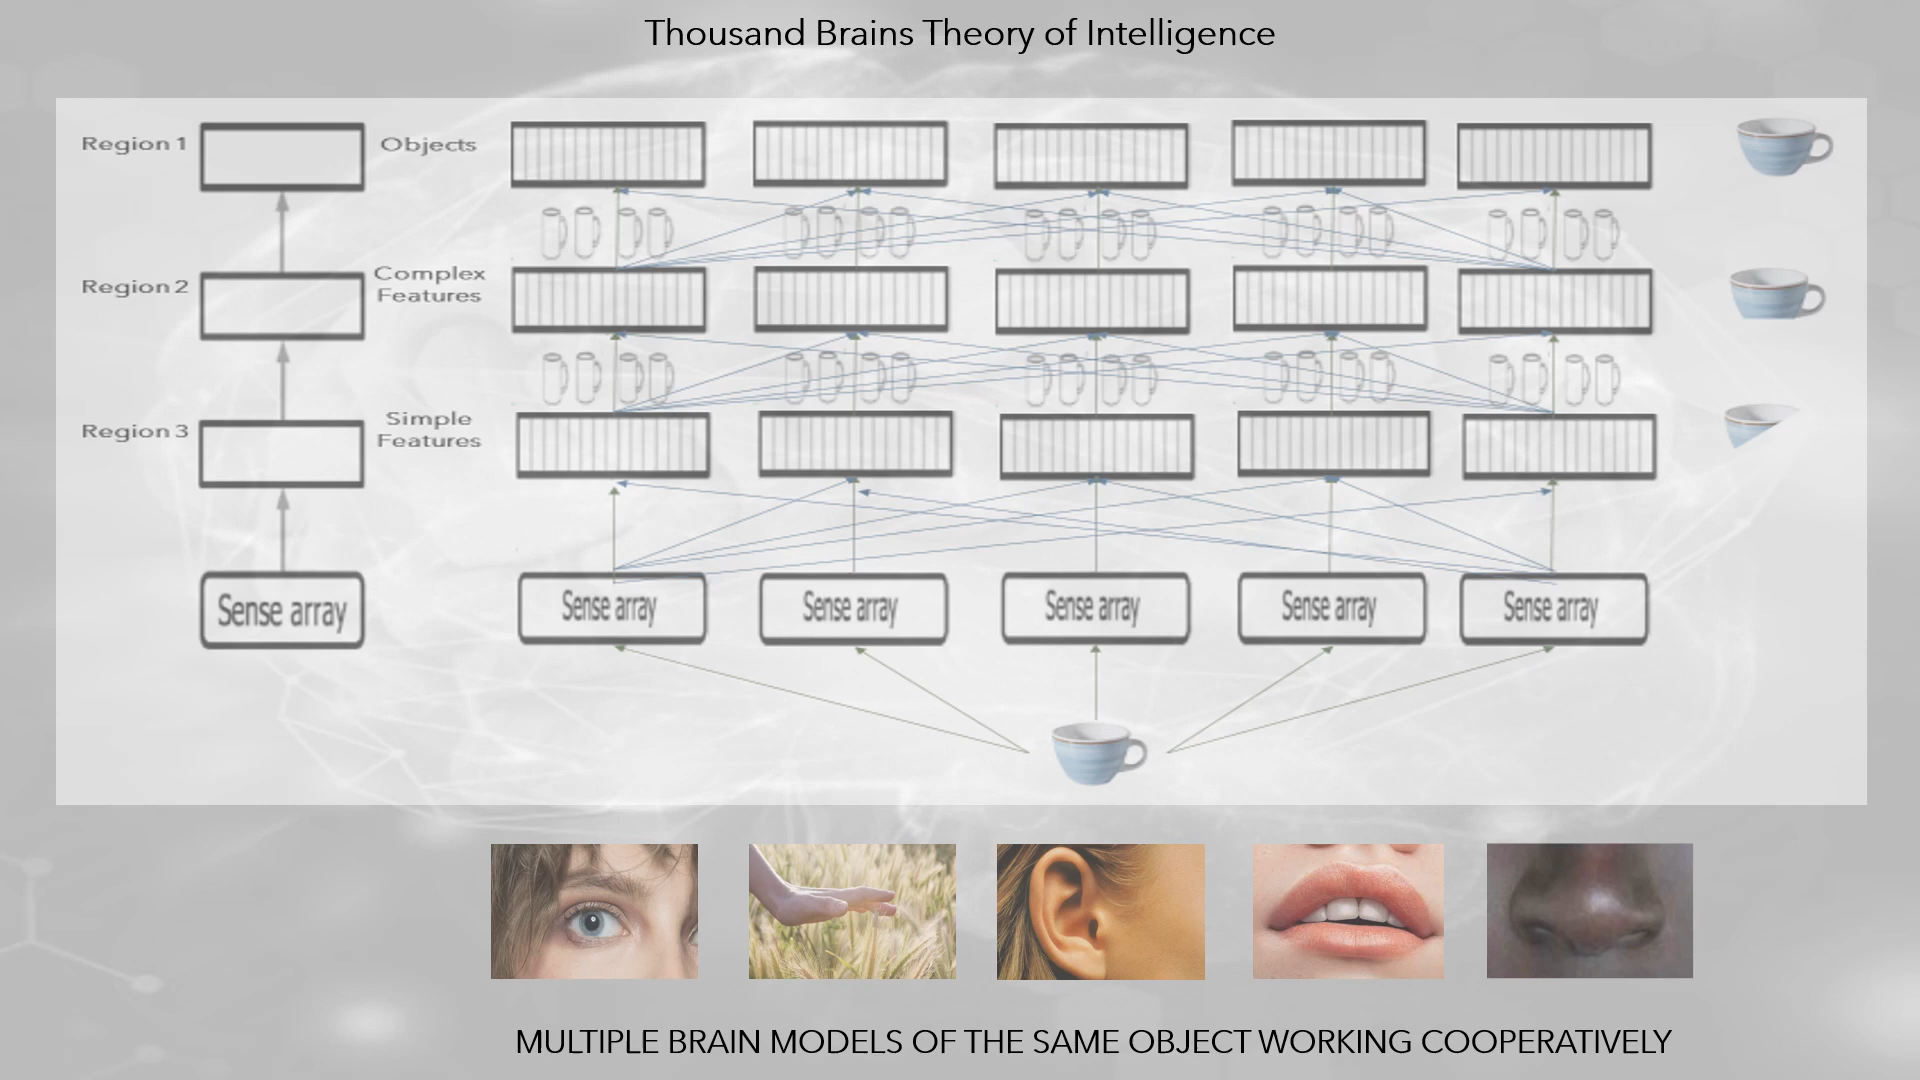 Thousand Brains Theory of Intelligence
Region 1
Objects
Region 2
Complex
Features
Region 3
Simple
Features
Sense array
Sense array
Sense array
Sense array
Sense array
Sense array
MULTIPLE BRAIN MODELS OF THE SAME OBJECT WORKING COOPERATIVELY